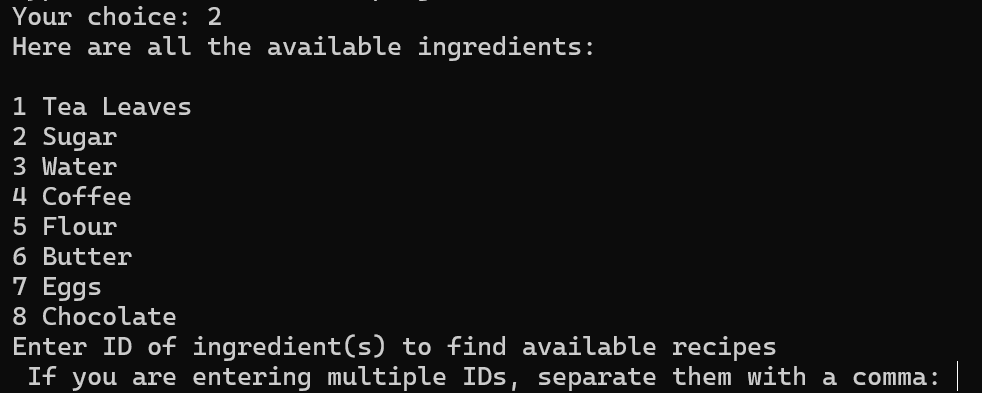 Your choice: 2
Here are all the available ingredients:
1 Tea Leaves
2 Sugar
3 Water
4 Coffee
5 Flour
6 Butter
7 Eggs
8 Chocolate
Enter ID of ingredient(s) to find available recipes
If you are entering multiple IDs, separate them with a comma: